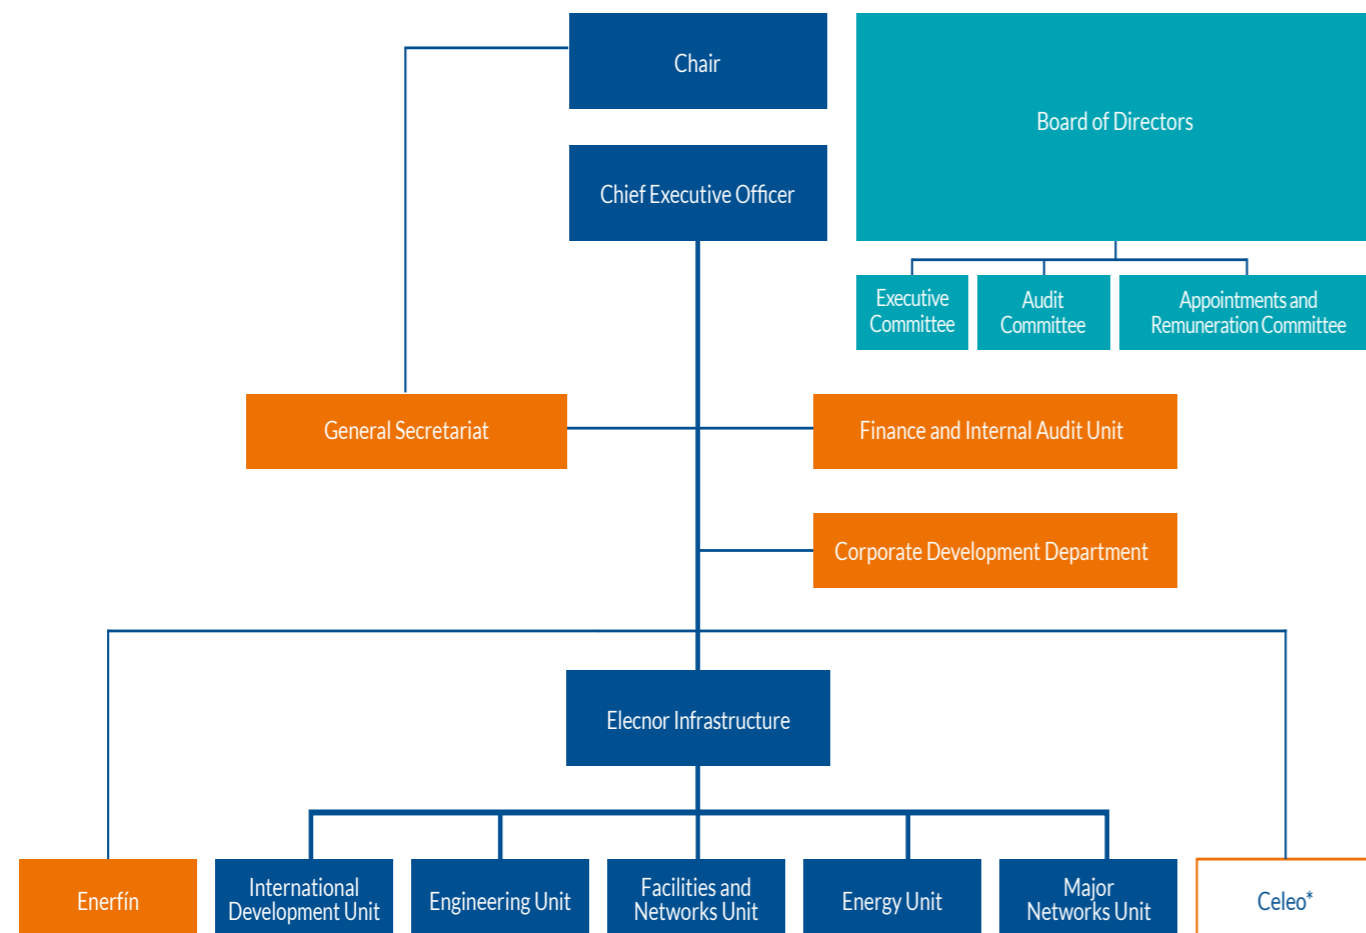 Chair
Board of Directors
Chief Executive Officer
Executive
Committee
Audit
Committee
Appointments and
Remuneration Committee
General Secretariat
Finance and Internal Audit Unit
Corporate Development Department
Elecnor Infrastructure
Enerfín
International
Development Unit
Engineering Unit
Facilities and
Networks Unit
Energy Unit
Major
Networks Unit
Celeo*